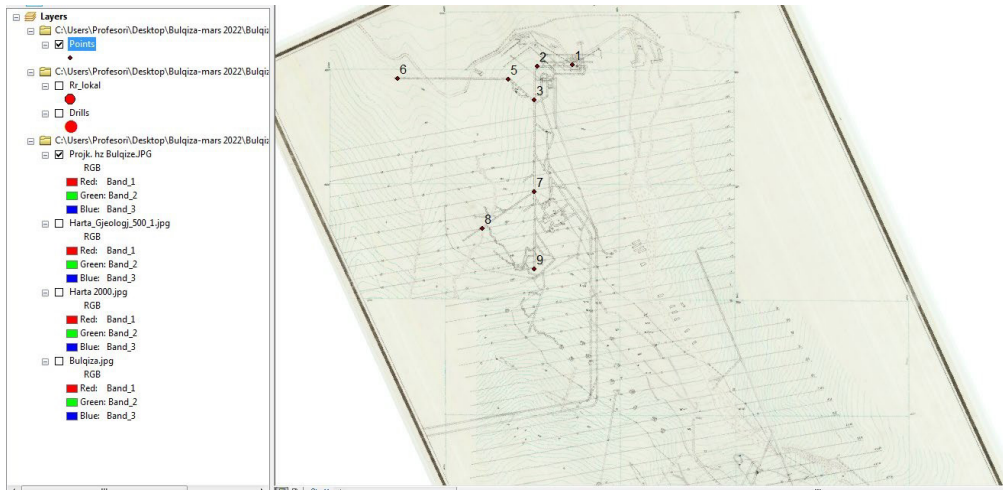 Layers
C:\Users\Profesori\Desktop\Bulqiza-mars 2022\Bulqiz
Points
C:\Users\Profesori\Desktop\Bulqiza-mars 2022\Bulqiz
Rr_lokal
Drills
C:\Users\Profesori\Desktop\Bulqiza-mars 2022\Bulqiz
Projk. hz Bulqize.JPG
RGB
Red: Band_1
Green: Band_2
Blue: Band_3
Harta_Gjeologj_500_1.jpg
RGB
Red: Band_1
Green: Band_2
Blue: Band_3
Harta 2000.jpg
RGB
Red: Band_1
Green: Band_2
Blue: Band_3
Bulqiza.jpg
RGB
Red: Band_1
Green: Band_2
Blue: Band_3
1
2
6
5
3
7
8
9